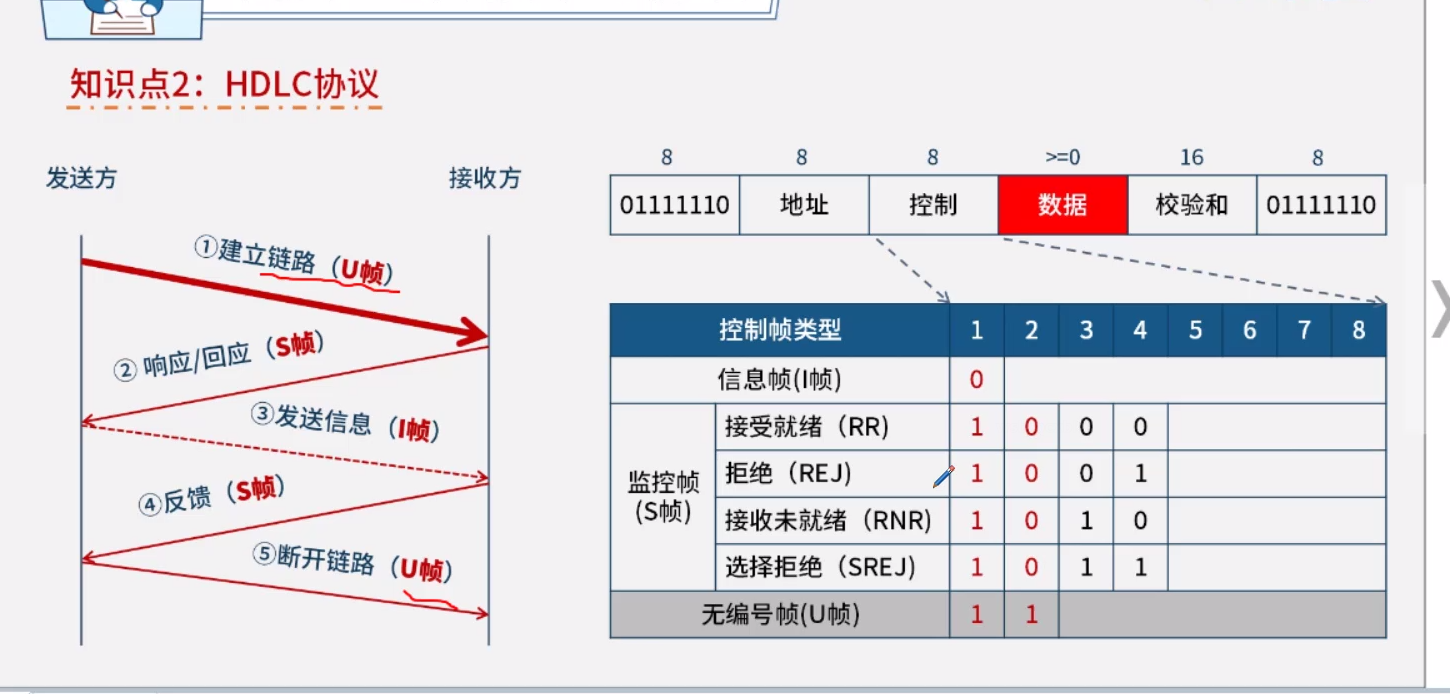 知识点2：HDLC协议
发送方
接收方
①建立链路（U帧）
② 响应/回应（S帧）
③发送信息（I帧）
④反馈（S帧）
⑤断开链路（U帧）
8 8 8 >=0 16 8
01111110 地址 控制 数据 校验和 01111110
控制帧类型 1 2 3 4 5 6 7 8
信息帧(I帧) 0
监控帧
(S帧)
接受就绪（RR) 1 0 0 0
拒绝（REJ) 1 0 0 1
接收未就绪（RNR) 1 0 1 0
选择拒绝（SREJ) 1 0 1 1
无编号帧(U帧) 1 1